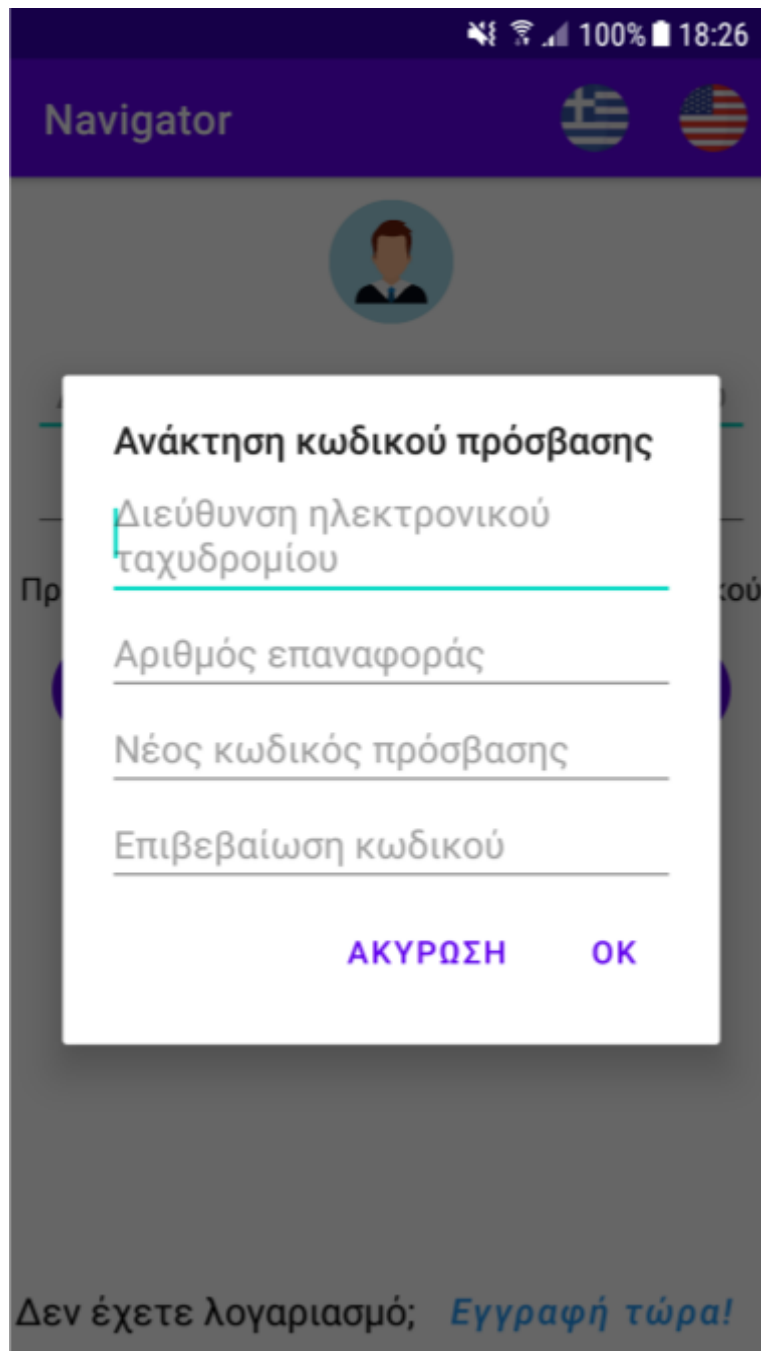 100% 18:26
Navigator
Ανάκτηση κωδικού πρόσβασης
Διεύθυνση ηλεκτρονικού
ταχυδρομίου
Αριθμός επαναφοράς
Νέος κωδικός πρόσβασης
Επιβεβαίωση κωδικού
ΑΚΥΡΩΣΗ OK
Δεν έχετε λογαριασμό; Εγγραφή τώρα!